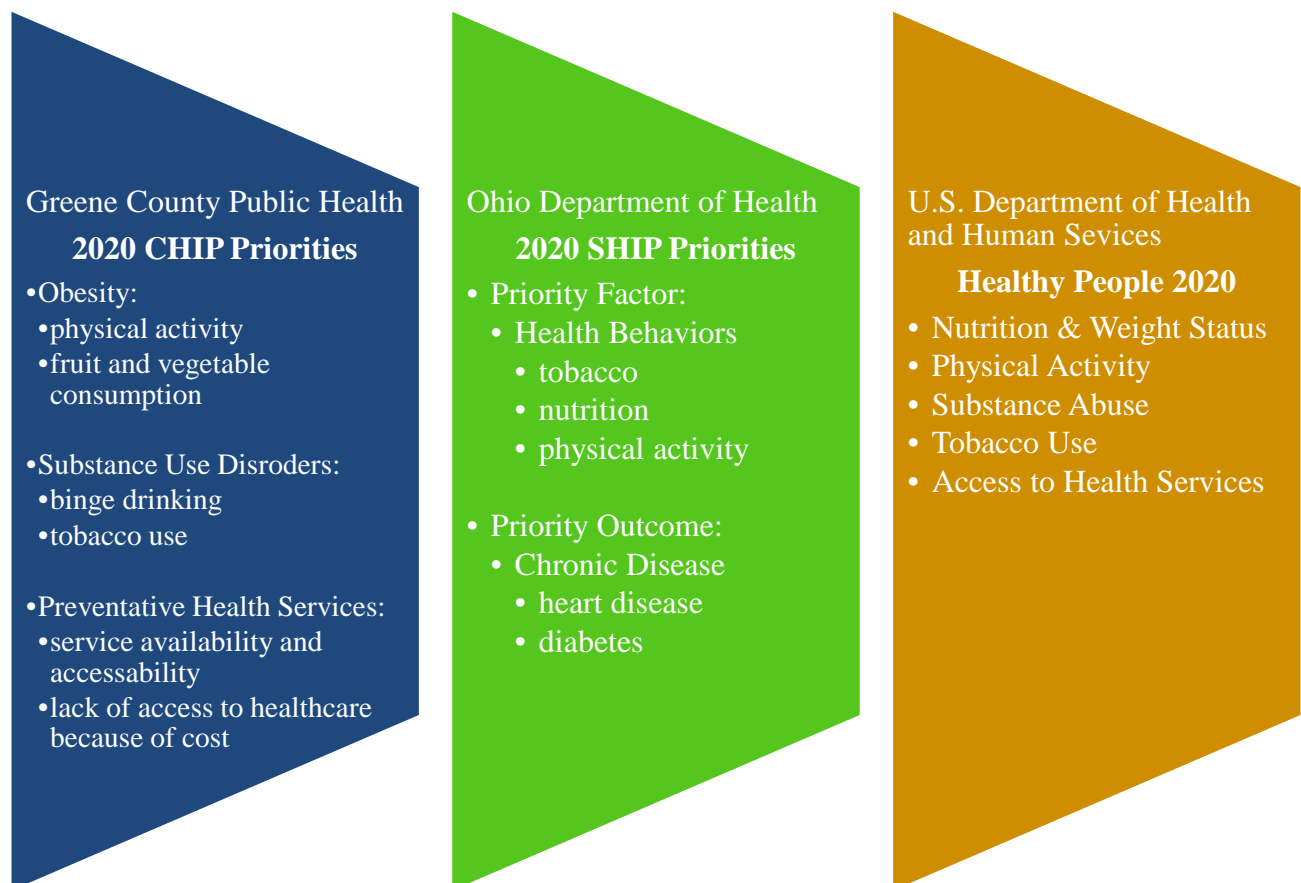 Greene County Public Health
2020 CHIP Priorities
•Obesity:
•physical activity
•fruit and vegetable
consumption
•Substance Use Disroders:
•binge drinking
•tobacco use
•Preventative Health Services:
•service availability and
accessability
•lack of access to healthcare
because of cost
Ohio Department of Health
2020 SHIP Priorities
• Priority Factor:
• Health Behaviors
• tobacco
• nutrition
• physical activity
• Priority Outcome:
• Chronic Disease
• heart disease
• diabetes
U.S. Department of Health
and Human Sevices
Healthy People 2020
• Nutrition & Weight Status
• Physical Activity
• Substance Abuse
• Tobacco Use
• Access to Health Services